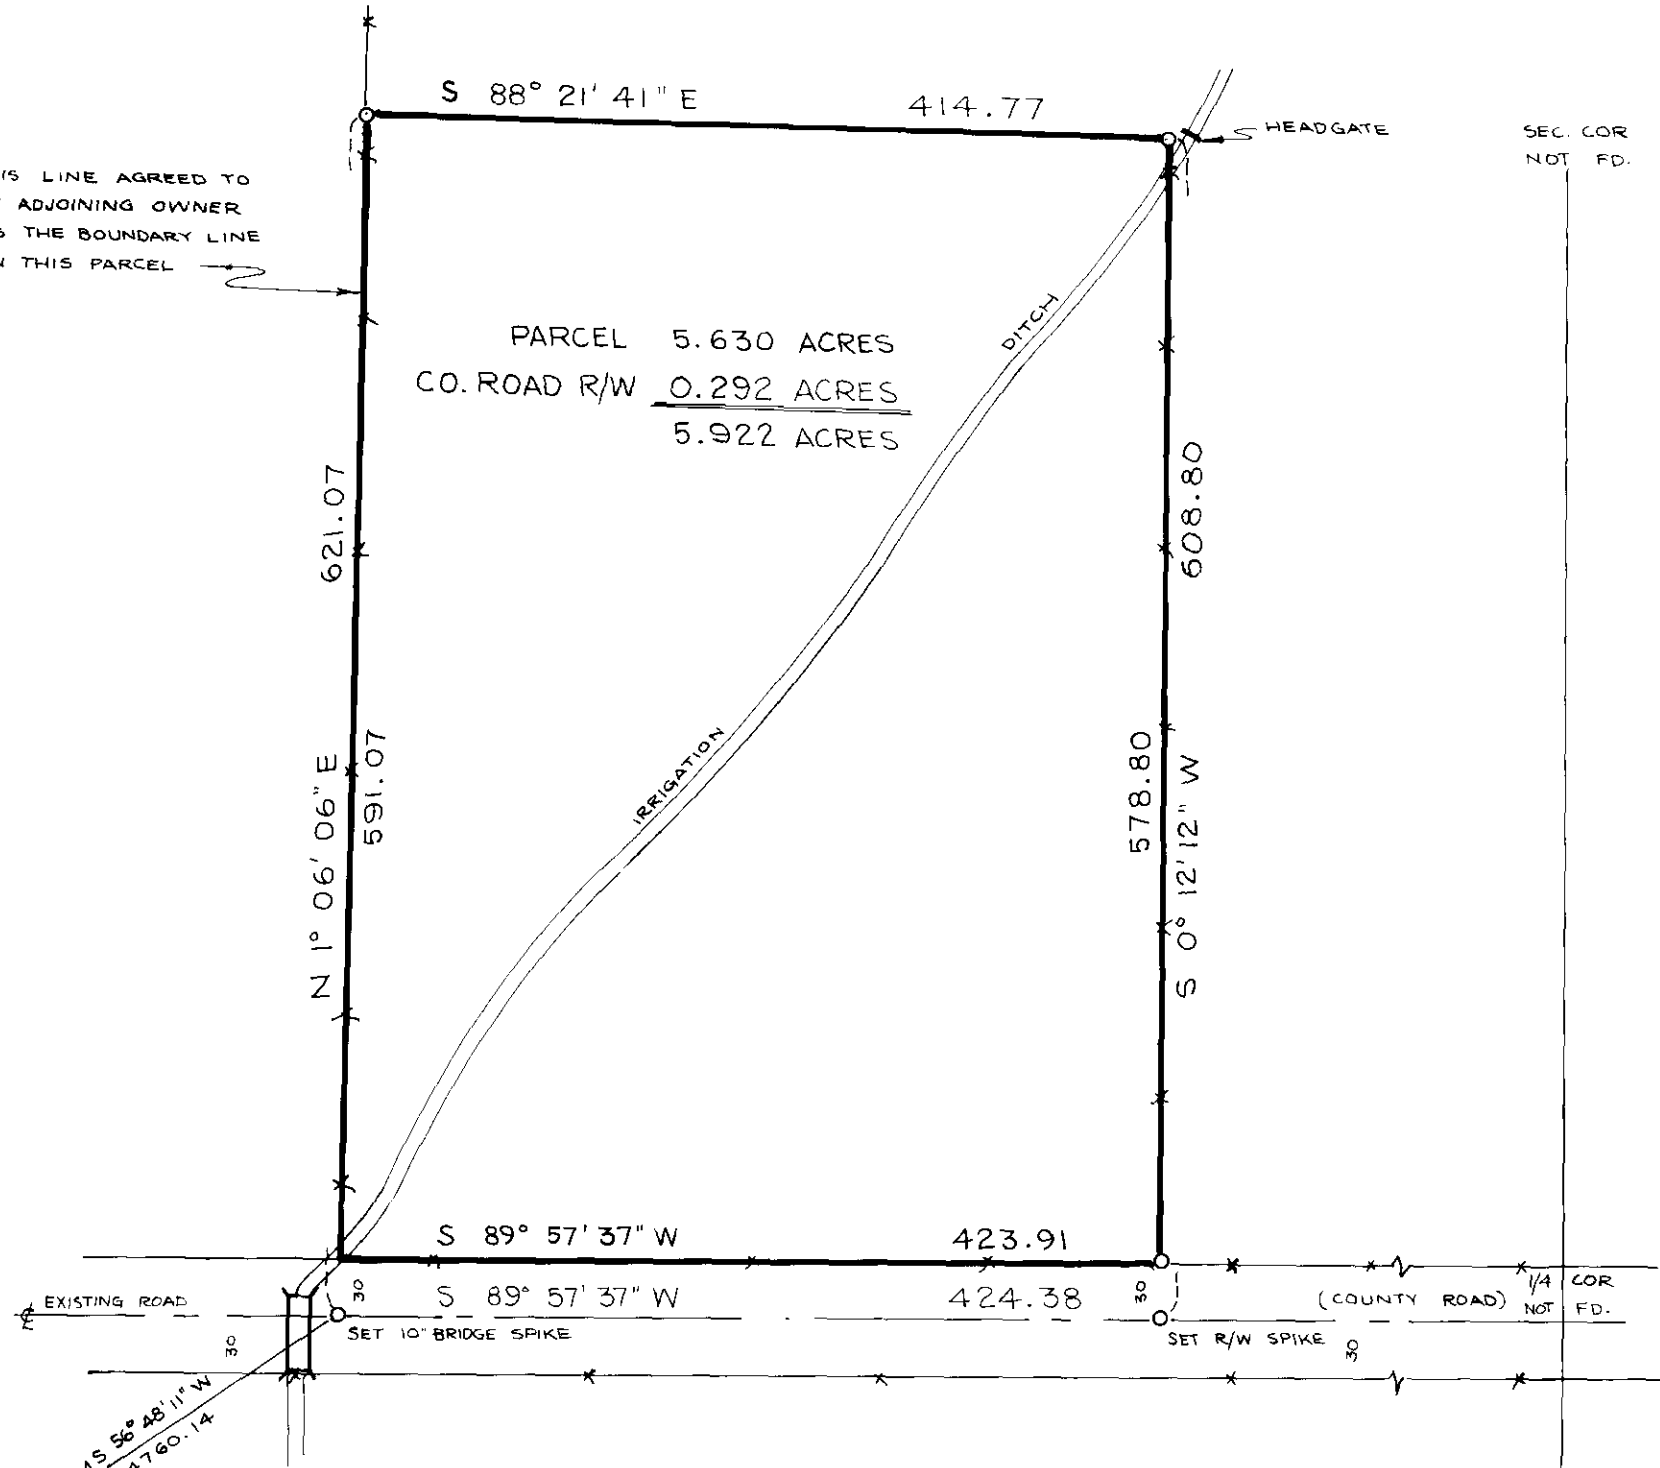 S 88° 21' 41" E 414.77
HEADGATE
SEC. COR
NOT FD.
IS LINE AGREED TO
ADJOINING OWNER
THE BOUNDARY LINE
THIS PARCEL
DITCH
PARCEL 5.630 ACRES
CO. ROAD R/W 0.292 ACRES
5.922 ACRES
621.07
608.80
IRRIGATION
N 1° 06' 06" E
591.07
578.80
S 0° 12' 12" W
S 89° 57' 37" W 423.91
30
S 89° 57' 37" W 424.38
30
1/4 COR
NOT FD.
(COUNTY ROAD)
EXISTING ROAD
SET 10" BRIDGE SPIKE
SET R/W SPIKE
30
30
S 56° 48' 11" W
4760.14